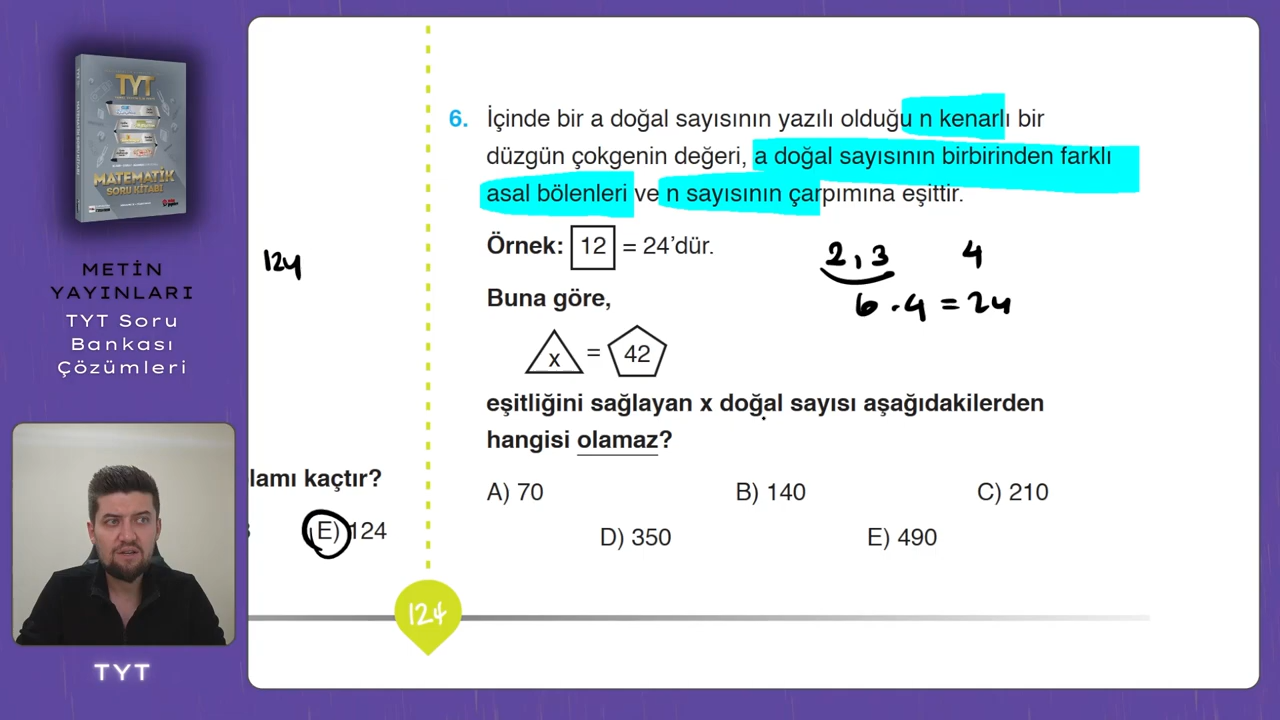 TYT
MATEMATİK
SORU KİTABI
METİN
YAYINLARI
TYT Soru
Bankası
Çözümleri
TYT
124
lamı kaçtır?
E) 124
124
6. İçinde bir a doğal sayısının yazılı olduğu n kenarlı bir
düzgün çokgenin değeri, a doğal sayısının birbirinden farklı
asal bölenleri ve n sayısının çarpımına eşittir.
Örnek: 12 = 24'dür.
2, 3 4
6 . 4 = 24
Buna göre,
x = 42
eşitliğini sağlayan x doğal sayısı aşağıdakilerden
hangisi olamaz?
A) 70 B) 140 C) 210
D) 350 E) 490